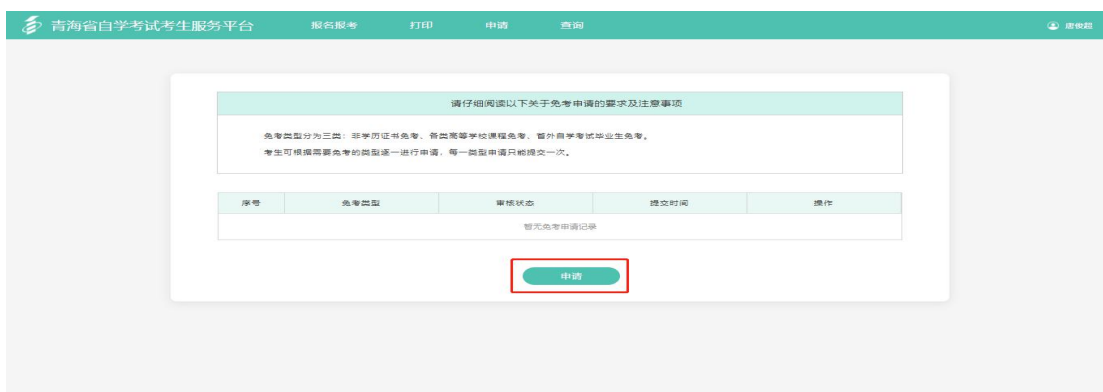 青海省自学考试考生服务平台 报名报考 打印 申请 查询 唐俊超
请仔细阅读以下关于免考申请的要求及注意事项
免考类型分为三类：非学历证书免考、各类高等学校课程免考、省外自学考试毕业生免考。
考生可根据需要免考的类型逐一进行申请，每一类型申请只能提交一次。
序号 免考类型 审核状态 提交时间 操作
暂无免考申请记录
申请